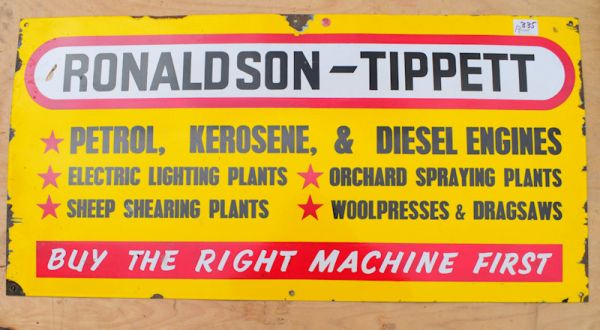 335
RONALDSON-TIPPETT
PETROL, KEROSENE, & DIESEL ENGINES
ELECTRIC LIGHTING PLANTS ORCHARD SPRAYING PLANTS
SHEEP SHEARING PLANTS WOOLPRESSES & DRAGSAWS
BUY THE RIGHT MACHINE FIRST